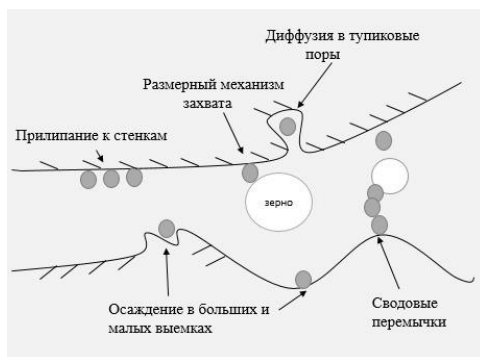 Диффузия в тупиковые
поры
Размерный механизм
захвата
Прилипание к стенкам
зерно
Осаждение в больших и
малых выемках
Сводовые
перемычки